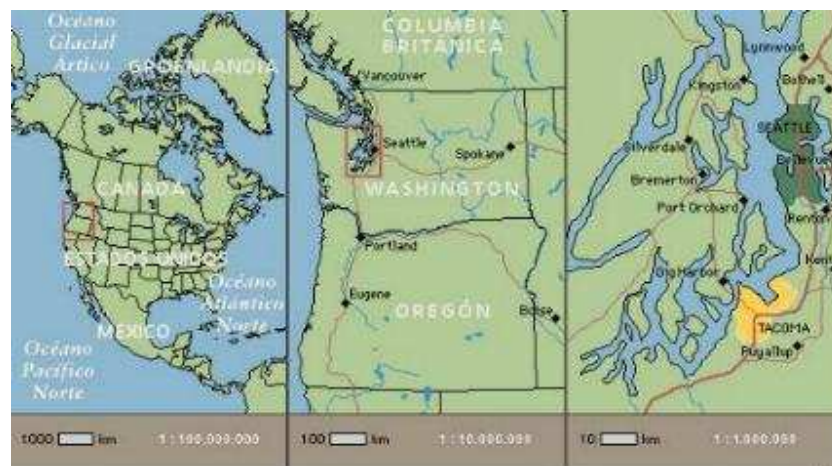 Océano
Glacial
Artico
GROENLANDIA
CANADÁ
ESTADOS UNIDOS
Océano
Atlántico
Norte
MÉXICO
Océano
Pacífico
Norte
1000 km 1:100.000.000
COLUMBIA
BRITÁNICA
Vancouver
Seattle
Spokane
WASHINGTON
Portland
Eugene
OREGÓN
Boise
100 km 1:10.000.000
Lynnwood
Kingston
Bothell
SEATTLE
Silverdale
Bellevue
Bremerton
Port Orchard
Renton
Kent
Gig Harbor
TACOMA
Puyallup
10 km 1:1.000.000